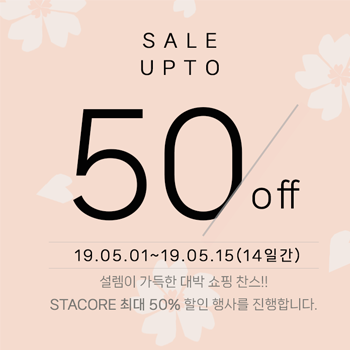 SALE
UPTO
50 off
19.05.01~19.05.15(14일간)
설렘이 가득한 대박 쇼핑 찬스!!
STACORE 최대 50% 할인 행사를 진행합니다.